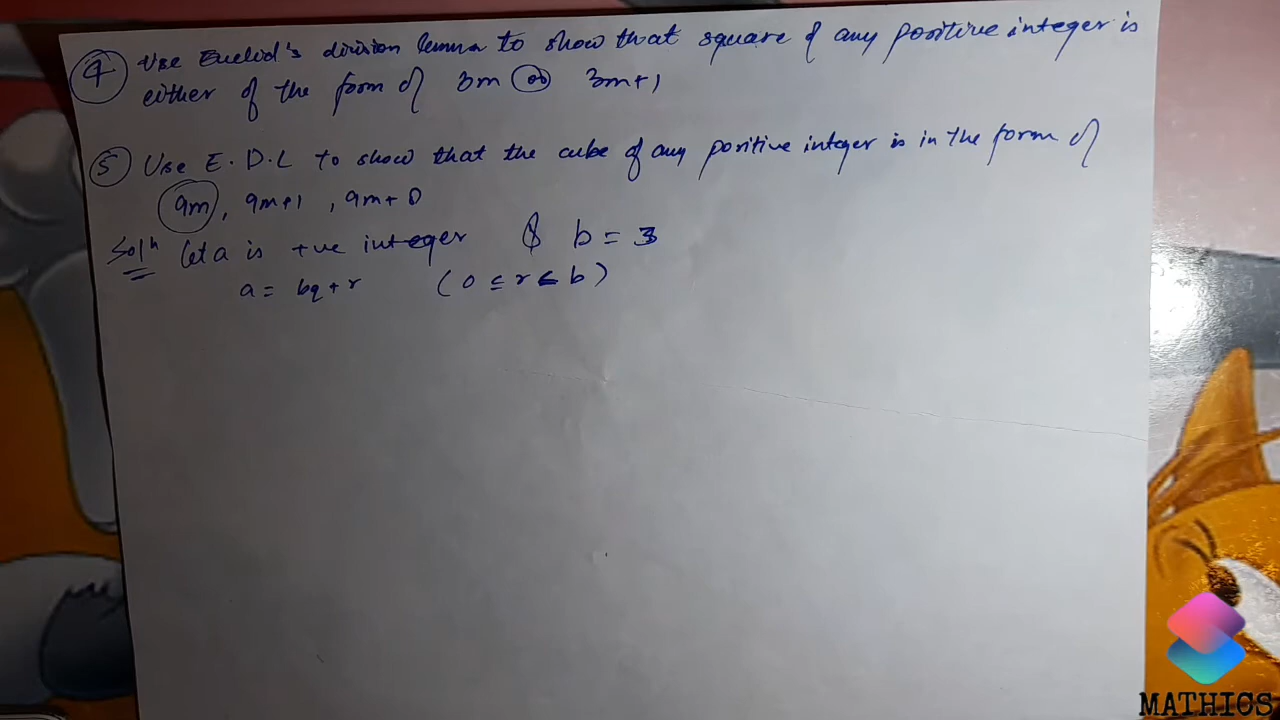 4 Use Euclid's division lemma to show that square of any positive integer is
either of the form of 3m or 3m+1
5 Use E.D.L to show that the cube of any positive integer is in the form of
9m, 9m+1, 9m+8
Solⁿ let a is +ve integer & b = 3
a = bq + r (0 ≤ r < b)
MATHIOS